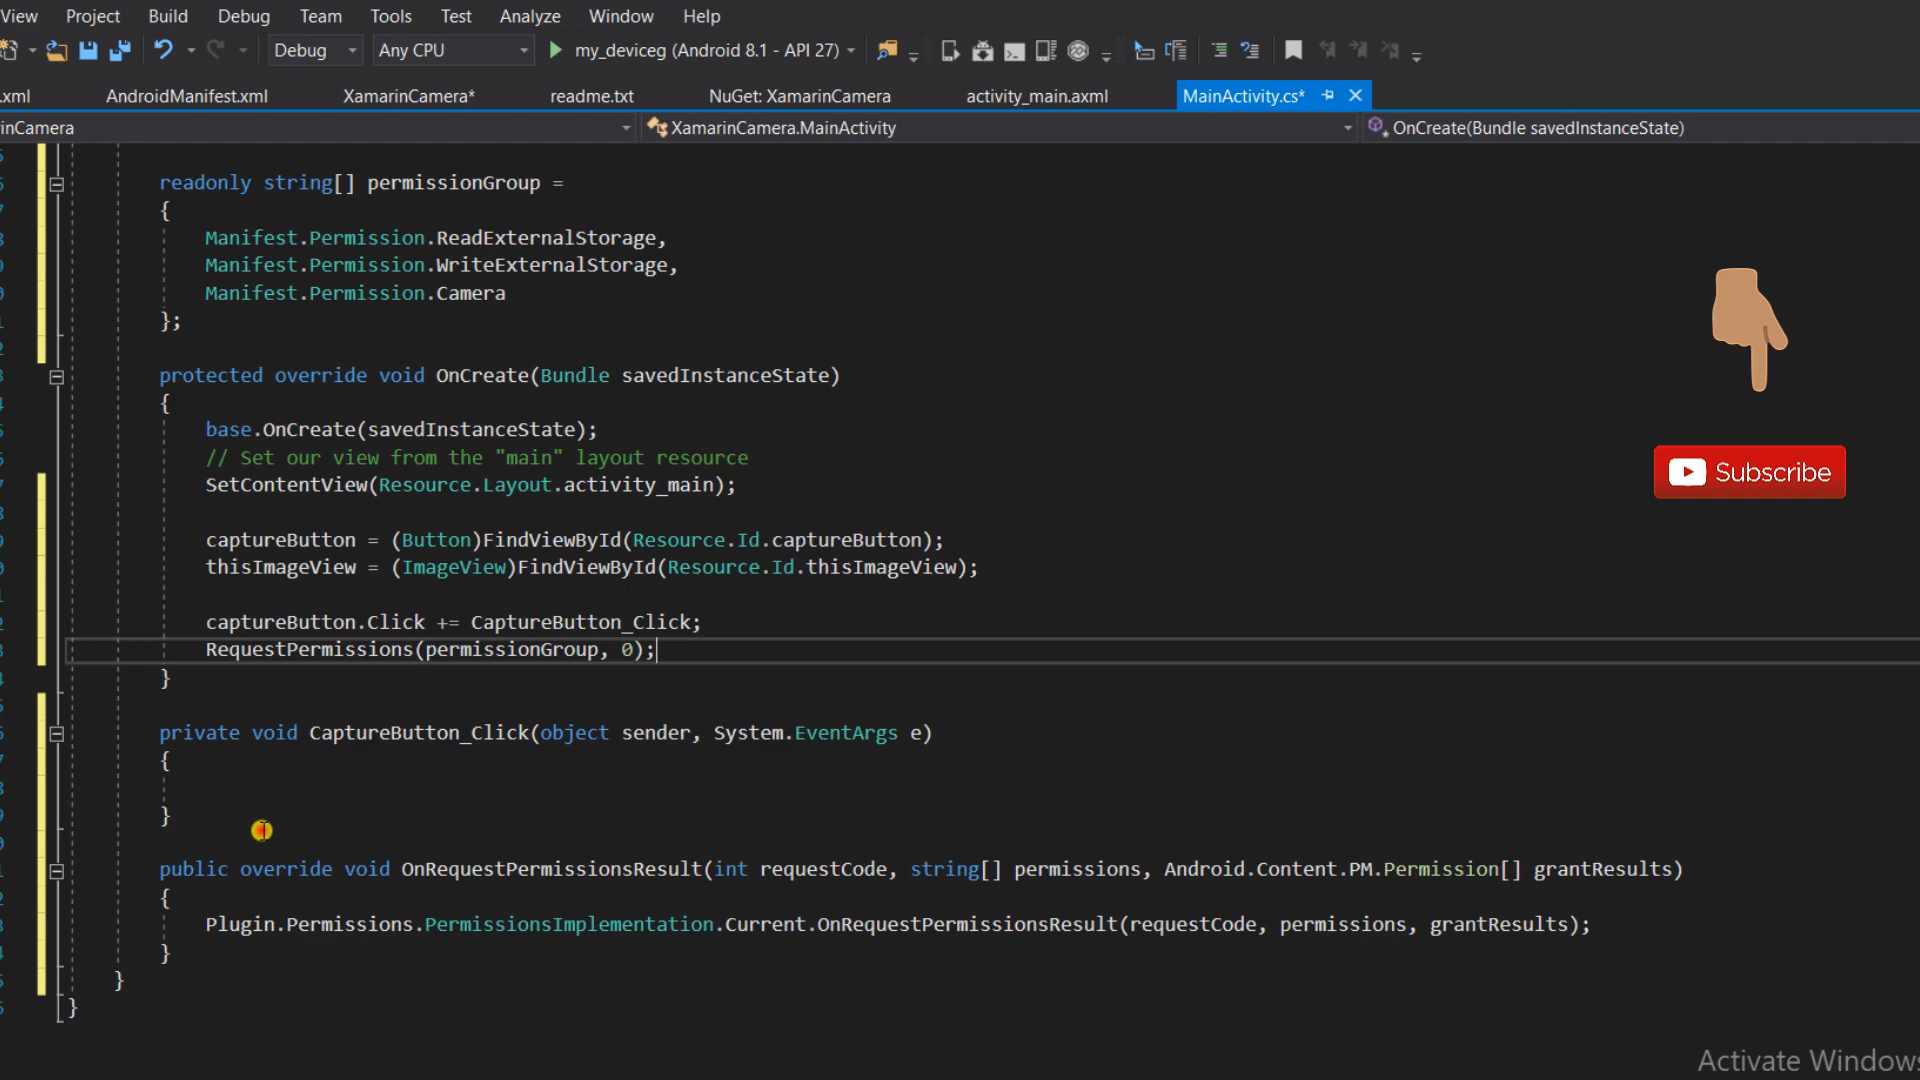 View Project Build Debug Team Tools Test Analyze Window Help
Debug Any CPU my_deviceg (Android 8.1 - API 27)
.xml AndroidManifest.xml XamarinCamera* readme.txt NuGet: XamarinCamera activity_main.axml MainActivity.cs*
inCamera XamarinCamera.MainActivity OnCreate(Bundle savedInstanceState)
readonly string[] permissionGroup =
{
Manifest.Permission.ReadExternalStorage,
Manifest.Permission.WriteExternalStorage,
Manifest.Permission.Camera
};
protected override void OnCreate(Bundle savedInstanceState)
{
base.OnCreate(savedInstanceState);
// Set our view from the "main" layout resource
SetContentView(Resource.Layout.activity_main);
Subscribe
captureButton = (Button)FindViewById(Resource.Id.captureButton);
thisImageView = (ImageView)FindViewById(Resource.Id.thisImageView);
captureButton.Click += CaptureButton_Click;
RequestPermissions(permissionGroup, 0);
}
private void CaptureButton_Click(object sender, System.EventArgs e)
{
}
public override void OnRequestPermissionsResult(int requestCode, string[] permissions, Android.Content.PM.Permission[] grantResults)
{
Plugin.Permissions.PermissionsImplementation.Current.OnRequestPermissionsResult(requestCode, permissions, grantResults);
}
}
}
Activate Windows